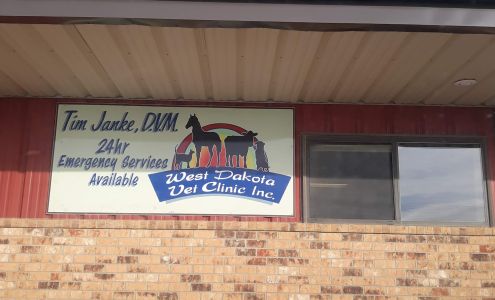 Tim Janke, D.V.M.
24hr
Emergency Services
Available
West Dakota
Vet Clinic Inc.